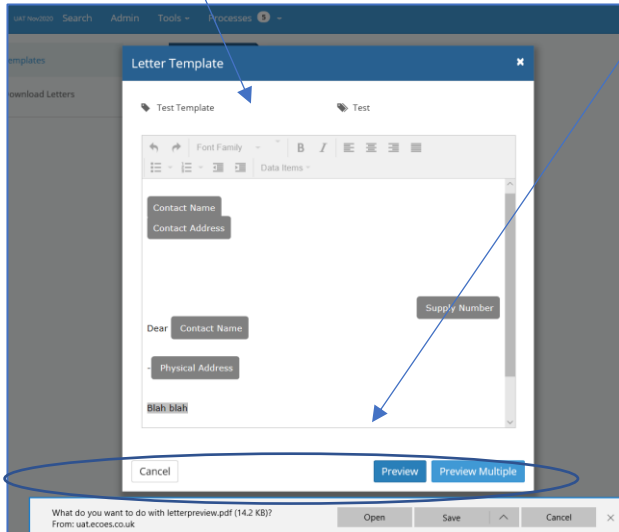 UAT Nov2020 Search Admin Tools Processes 5
Templates
Download Letters
Letter Template ×
Test Template Test
Font Family B I
Data Items
Contact Name
Contact Address
Supply Number
Dear Contact Name
- Physical Address
Blah blah
Cancel Preview Preview Multiple
What do you want to do with letterpreview.pdf (14.2 KB)? Open Save Cancel ×
From: uat.ecoes.co.uk